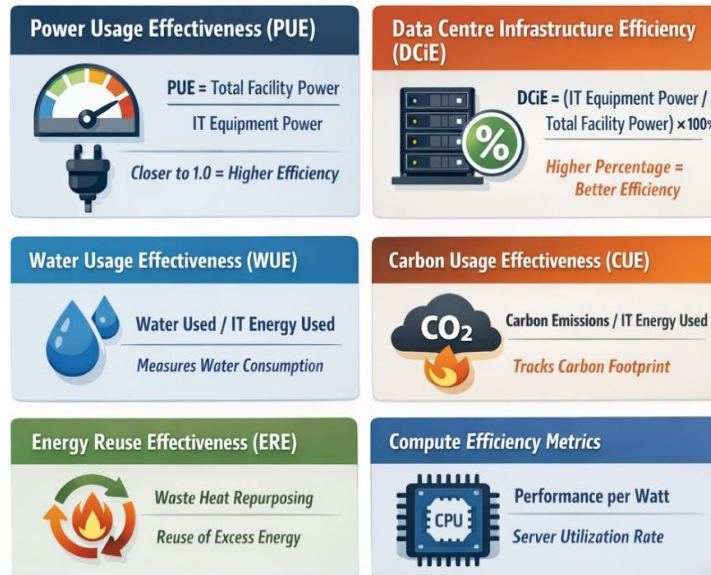 Power Usage Effectiveness (PUE)
PUE = Total Facility Power
IT Equipment Power
Closer to 1.0 = Higher Efficiency
Data Centre Infrastructure Efficiency
(DCiE)
%
DCiE = (IT Equipment Power /
Total Facility Power) ×100%
Higher Percentage =
Better Efficiency
Water Usage Effectiveness (WUE)
Water Used / IT Energy Used
Measures Water Consumption
Carbon Usage Effectiveness (CUE)
CO₂
Carbon Emissions / IT Energy Used
Tracks Carbon Footprint
Energy Reuse Effectiveness (ERE)
Waste Heat Repurposing
Reuse of Excess Energy
Compute Efficiency Metrics
CPU
Performance per Watt
Server Utilization Rate